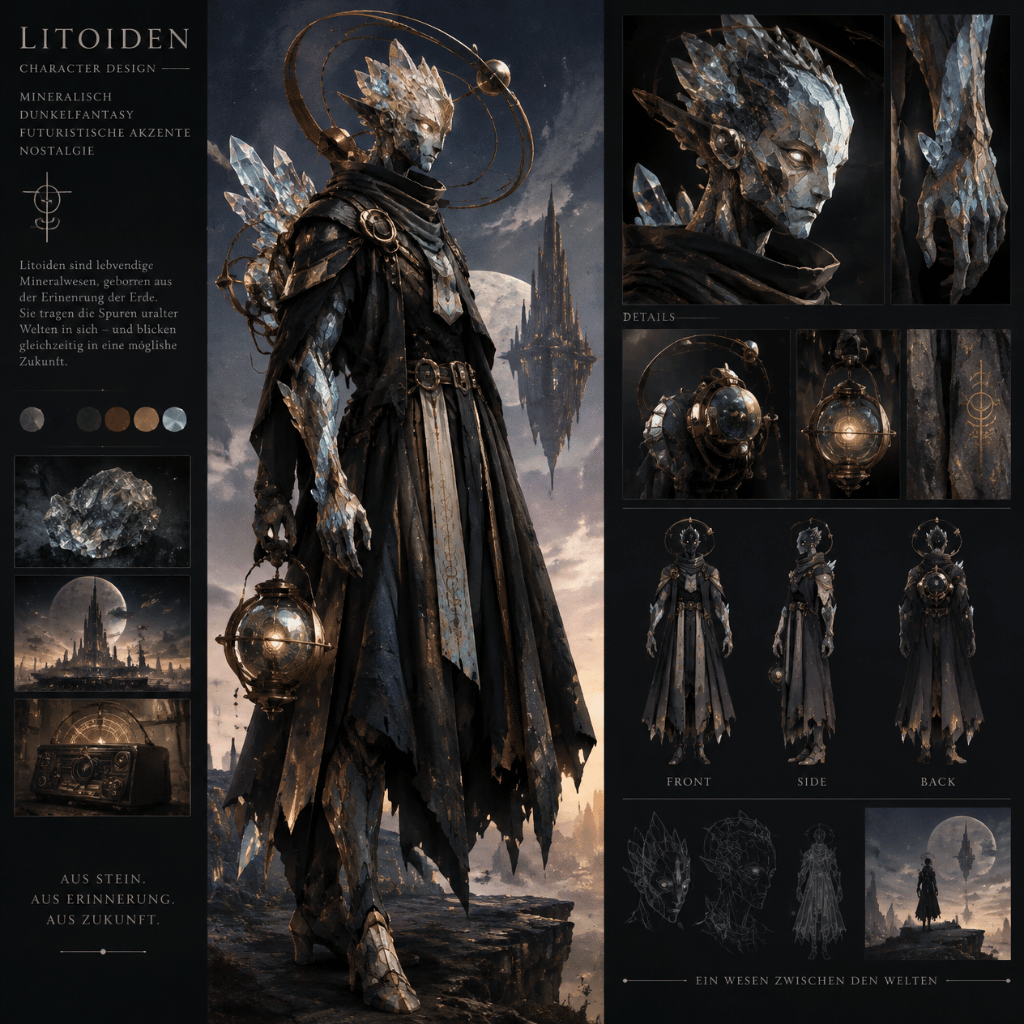 LITOIDEN
CHARACTER DESIGN
MINERALISCH
DUNKELFANTASY
FUTURISTISCHE AKZENTE
NOSTALGIE
Litoiden sind lebvendige
Mineralwesen, geborren aus
der Erinenrung der Erde.
Sie tragen die Spuren uralter
Welten in sich – und blicken
gleichzeitig in eine möglishe
Zukunft.
AUS STEIN.
AUS ERINNERUNG.
AUS ZUKUNFT.
DETAILS
FRONT
SIDE
BACK
EIN WESEN ZWISCHEN DEN WELTEN